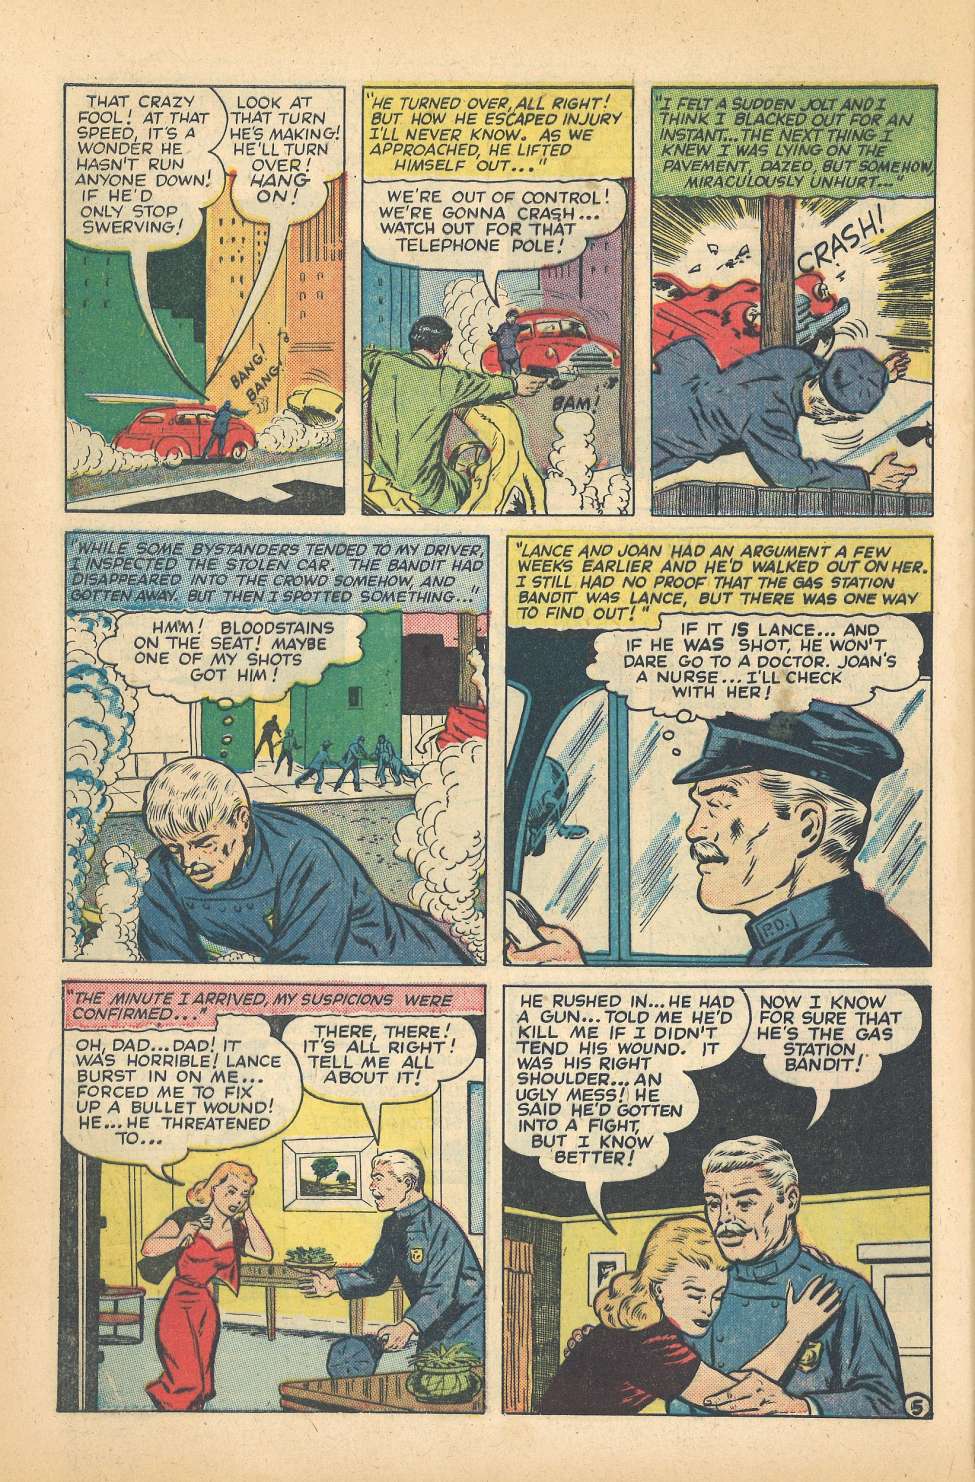 THAT CRAZY
FOOL! AT THAT
SPEED, IT'S A
WONDER HE
HASN'T RUN
ANYONE DOWN!
IF HE'D
ONLY STOP
SWERVING!
LOOK AT
THAT TURN
HE'S MAKING!
HE'LL TURN
OVER!
HANG
ON!
BANG!
BANG!
"HE TURNED OVER, ALL RIGHT!
BUT HOW HE ESCAPED INJURY
I'LL NEVER KNOW. AS WE
APPROACHED, HE LIFTED
HIMSELF OUT..."
WE'RE OUT OF CONTROL!
WE'RE GONNA CRASH...
WATCH OUT FOR THAT
TELEPHONE POLE!
BAM!
"I FELT A SUDDEN JOLT AND I
THINK I BLACKED OUT FOR AN
INSTANT... THE NEXT THING I
KNEW I WAS LYING ON THE
PAVEMENT, DAZED, BUT SOMEHOW,
MIRACULOUSLY UNHURT..."
CRASH!
"WHILE SOME BYSTANDERS TENDED TO MY DRIVER,
I INSPECTED THE STOLEN CAR. THE BANDIT HAD
DISAPPEARED INTO THE CROWD SOMEHOW, AND
GOTTEN AWAY. BUT THEN I SPOTTED SOMETHING..."
HMM! BLOODSTAINS
ON THE SEAT! MAYBE
ONE OF MY SHOTS
GOT HIM!
"LANCE AND JOAN HAD AN ARGUMENT A FEW
WEEKS EARLIER AND HE'D WALKED OUT ON HER.
I STILL HAD NO PROOF THAT THE GAS STATION
BANDIT WAS LANCE, BUT THERE WAS ONE WAY
TO FIND OUT!"
IF IT IS LANCE... AND
IF HE WAS SHOT, HE WON'T
DARE GO TO A DOCTOR. JOAN'S
A NURSE... I'LL CHECK
WITH HER!
P.D.
"THE MINUTE I ARRIVED, MY SUSPICIONS WERE
CONFIRMED..."
OH, DAD... DAD! IT
WAS HORRIBLE! LANCE
BURST IN ON ME...
FORCED ME TO FIX
UP A BULLET WOUND!
HE... HE THREATENED
TO...
THERE, THERE!
IT'S ALL RIGHT!
TELL ME ALL
ABOUT IT!
HE RUSHED IN... HE HAD
A GUN... TOLD ME HE'D
KILL ME IF I DIDN'T
TEND HIS WOUND. IT
WAS HIS RIGHT
SHOULDER... AN
UGLY MESS! HE
SAID HE'D GOTTEN
INTO A FIGHT,
BUT I KNOW
BETTER!
NOW I KNOW
FOR SURE THAT
HE'S THE GAS
STATION
BANDIT!
5